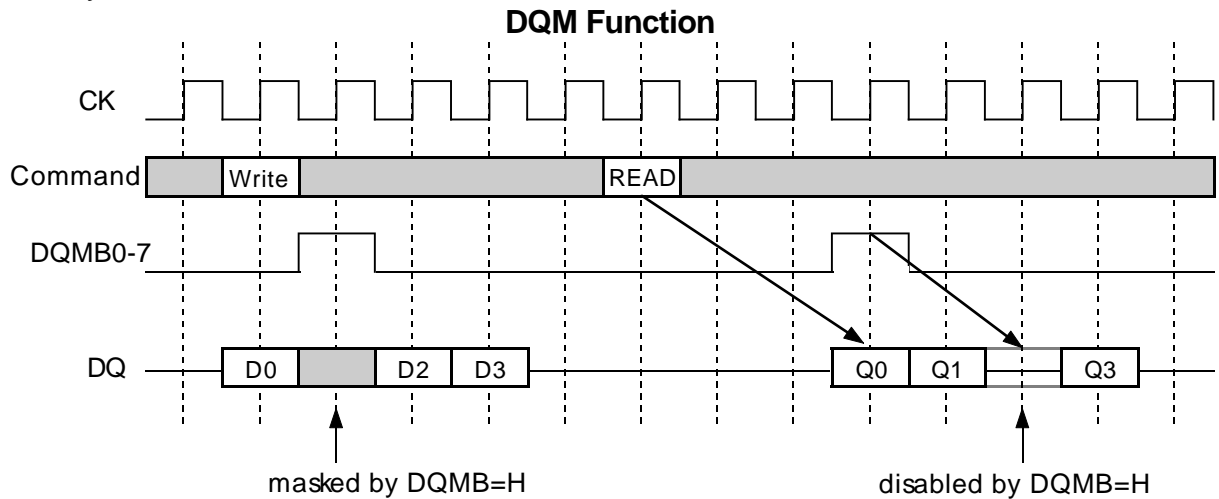 DQM Function
CK
Command Write READ
DQMB0-7
DQ D0 D2 D3 Q0 Q1 Q3
masked by DQMB=H disabled by DQMB=H